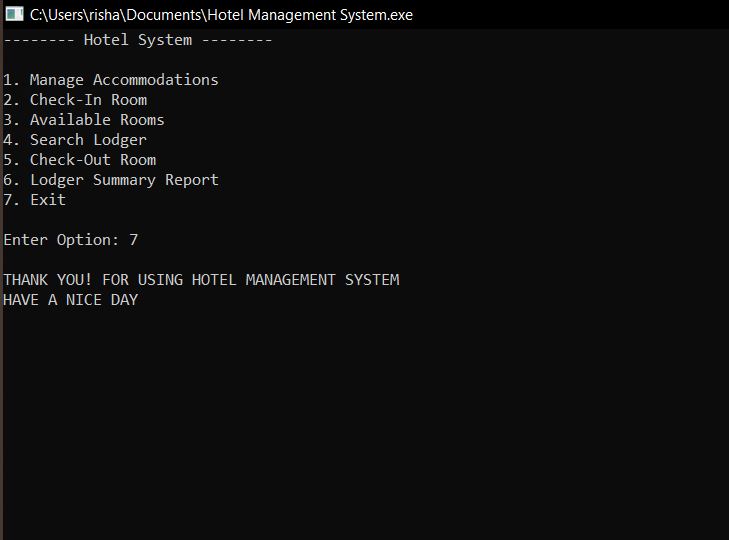 C:\Users\risha\Documents\Hotel Management System.exe
-------- Hotel System --------
1. Manage Accommodations
2. Check-In Room
3. Available Rooms
4. Search Lodger
5. Check-Out Room
6. Lodger Summary Report
7. Exit
Enter Option: 7
THANK YOU! FOR USING HOTEL MANAGEMENT SYSTEM
HAVE A NICE DAY